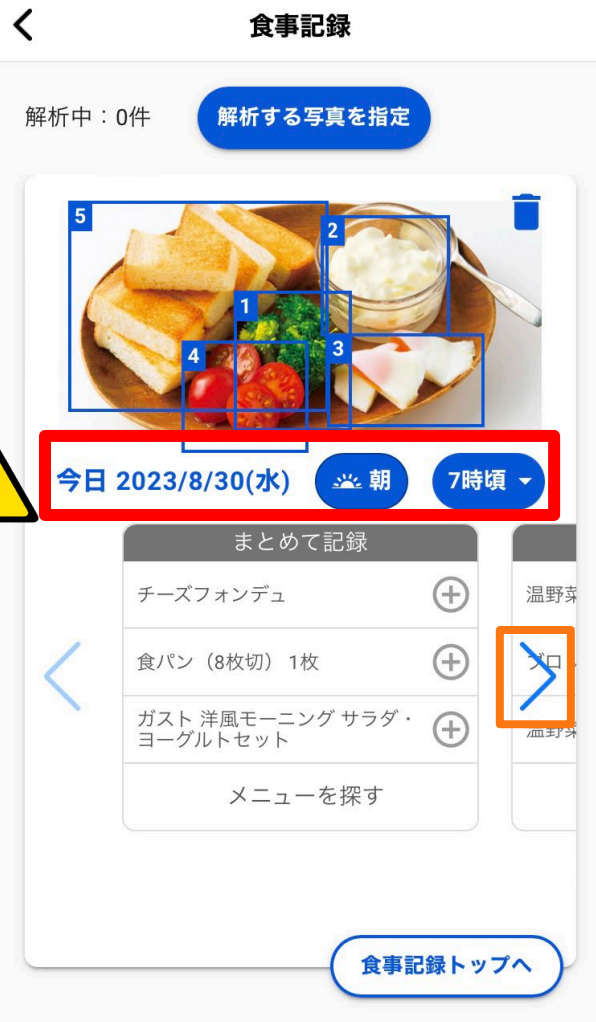 食事記録
解析中：0件
解析する写真を指定
5
2
1
4
3
今日 2023/8/30(水)
朝
7時頃
まとめて記録
チーズフォンデュ
温野菜
食パン（8枚切） 1枚
ブロ
ガスト 洋風モーニング サラダ・
ヨーグルトセット
温野菜
メニューを探す
食事記録トップへ